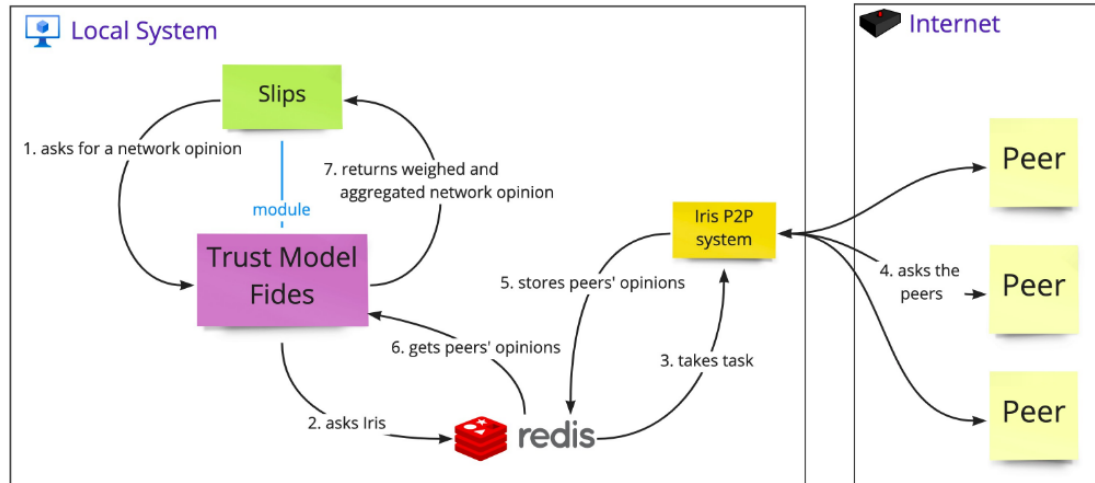 Local System
Internet
Slips
1. asks for a network opinion
7. returns weighed and
aggregated network opinion
module
Trust Model
Fides
Iris P2P
system
5. stores peers' opinions
6. gets peers' opinions
3. takes task
2. asks Iris
redis
4. asks the
peers
Peer
Peer
Peer